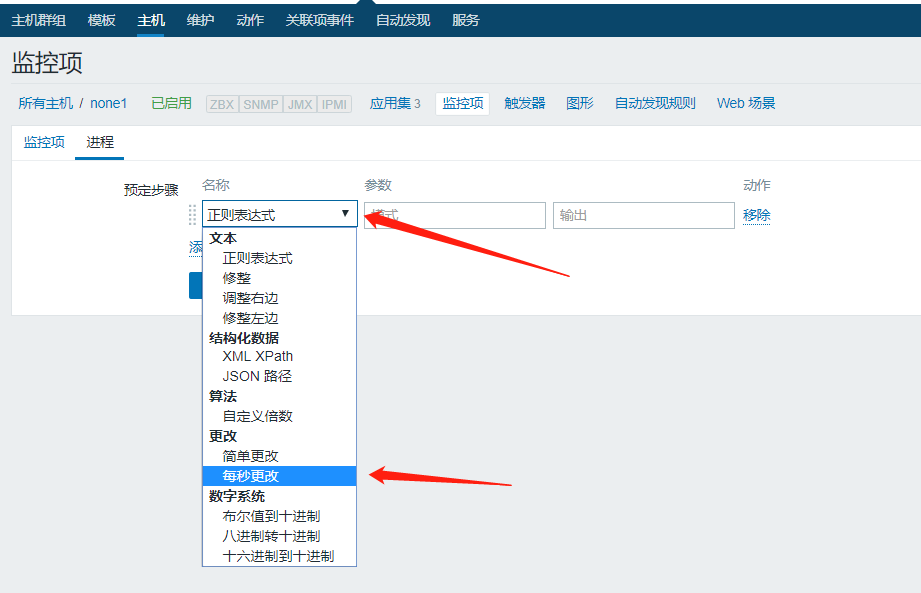 主机群组 模板 主机 维护 动作 关联项事件 自动发现 服务
监控项
所有主机 / none1 已启用 ZBX SNMP JMX IPMI 应用集 3 监控项 触发器 图形 自动发现规则 Web 场景
监控项 进程
预定步骤 名称 参数 动作
正则表达式 式 输出 移除
文本
添
正则表达式
修整
调整右边
修整左边
结构化数据
XML XPath
JSON 路径
算法
自定义倍数
更改
简单更改
每秒更改
数字系统
布尔值到十进制
八进制转十进制
十六进制到十进制